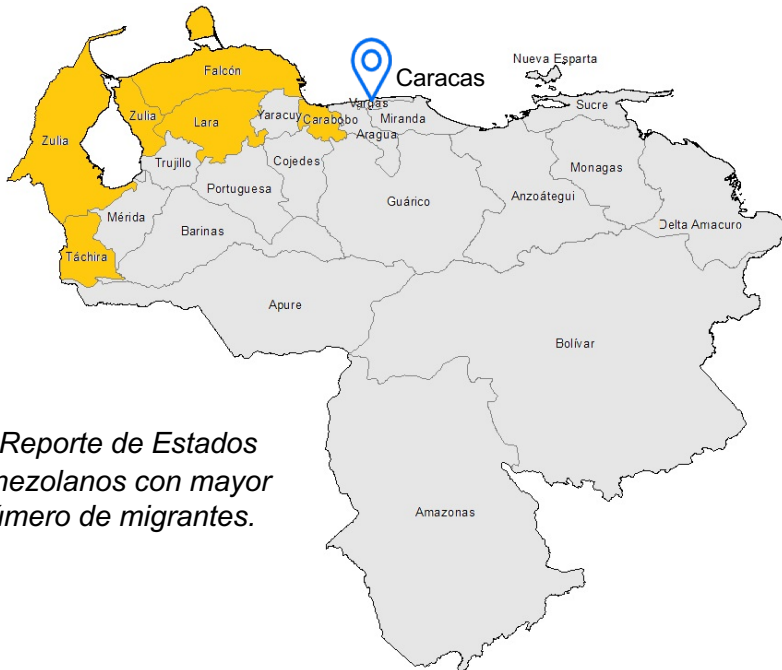 Nueva Esparta
Caracas
Falcón
Vargas
Sucre
Zulia
Lara
Yaracuy
Carabobo
Miranda
Aragua
Zulia
Trujillo
Cojedes
Monagas
Portuguesa
Guárico
Anzoátegui
Mérida
Barinas
Delta Amacuro
Táchira
Apure
Bolívar
Reporte de Estados
nezolanos con mayor
úmero de migrantes.
Amazonas